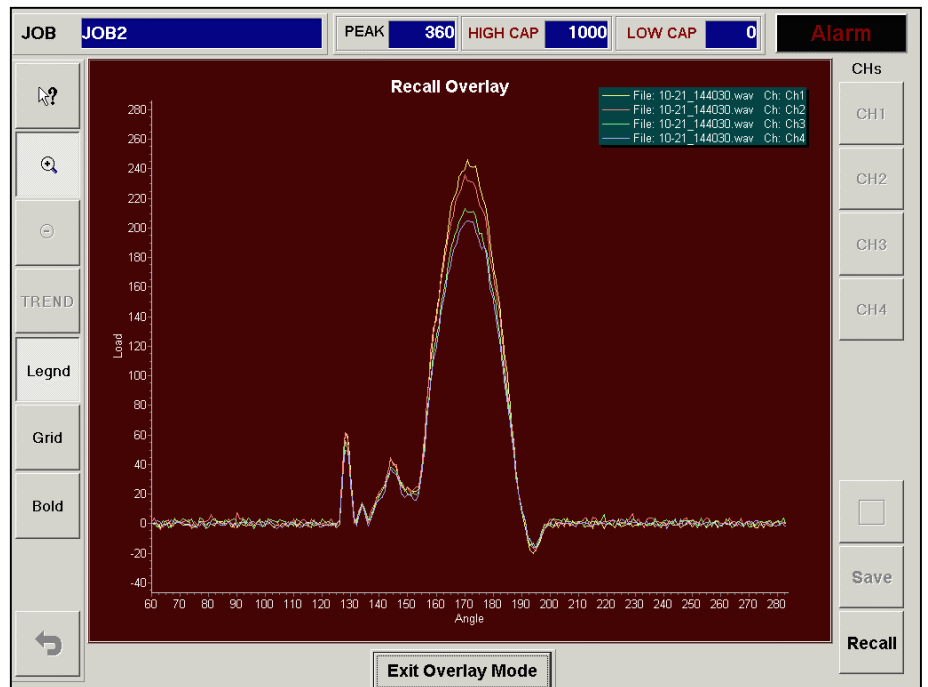 JOB JOB2 PEAK 360 HIGH CAP 1000 LOW CAP 0 Alarm
CHs
?
TREND
Legnd
Grid
Bold
Recall Overlay
File: 10-21_144030.wav Ch: Ch1
File: 10-21_144030.wav Ch: Ch2
File: 10-21_144030.wav Ch: Ch3
File: 10-21_144030.wav Ch: Ch4
280
260
240
220
200
180
160
140
120
100
80
60
40
20
0
-20
-40
Load
60 70 80 90 100 110 120 130 140 150 160 170 180 190 200 210 220 230 240 250 260 270 280
Angle
CH1
CH2
CH3
CH4
Save
Recall
Exit Overlay Mode